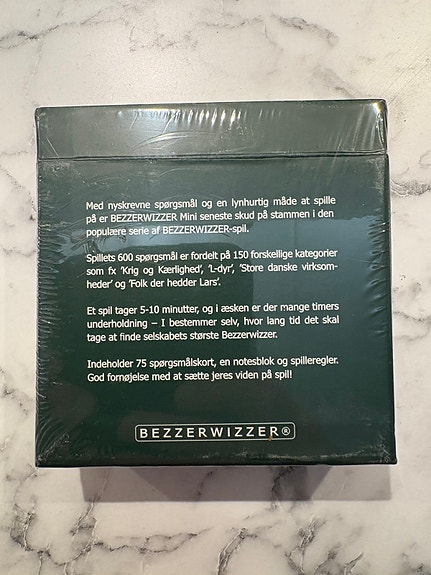 Med nyskrevne spørgsmål og en lynhurtig måde at spille
på er BEZZERWIZZER Mini seneste skud på stammen i den
populære serie af BEZZERWIZZER-spil.
Spillets 600 spørgsmål er fordelt på 150 forskellige kategorier
som fx 'Krig og Kærlighed', 'L-dyr', 'Store danske virksom-
heder' og 'Folk der hedder Lars'.
Et spil tager 5-10 minutter, og i æsken er der mange timers
underholdning – I bestemmer selv, hvor lang tid det skal
tage at finde selskabets største Bezzerwizzer.
Indeholder 75 spørgsmålskort, en notesblok og spilleregler.
God fornøjelse med at sætte jeres viden på spil!
BEZZERWIZZER®